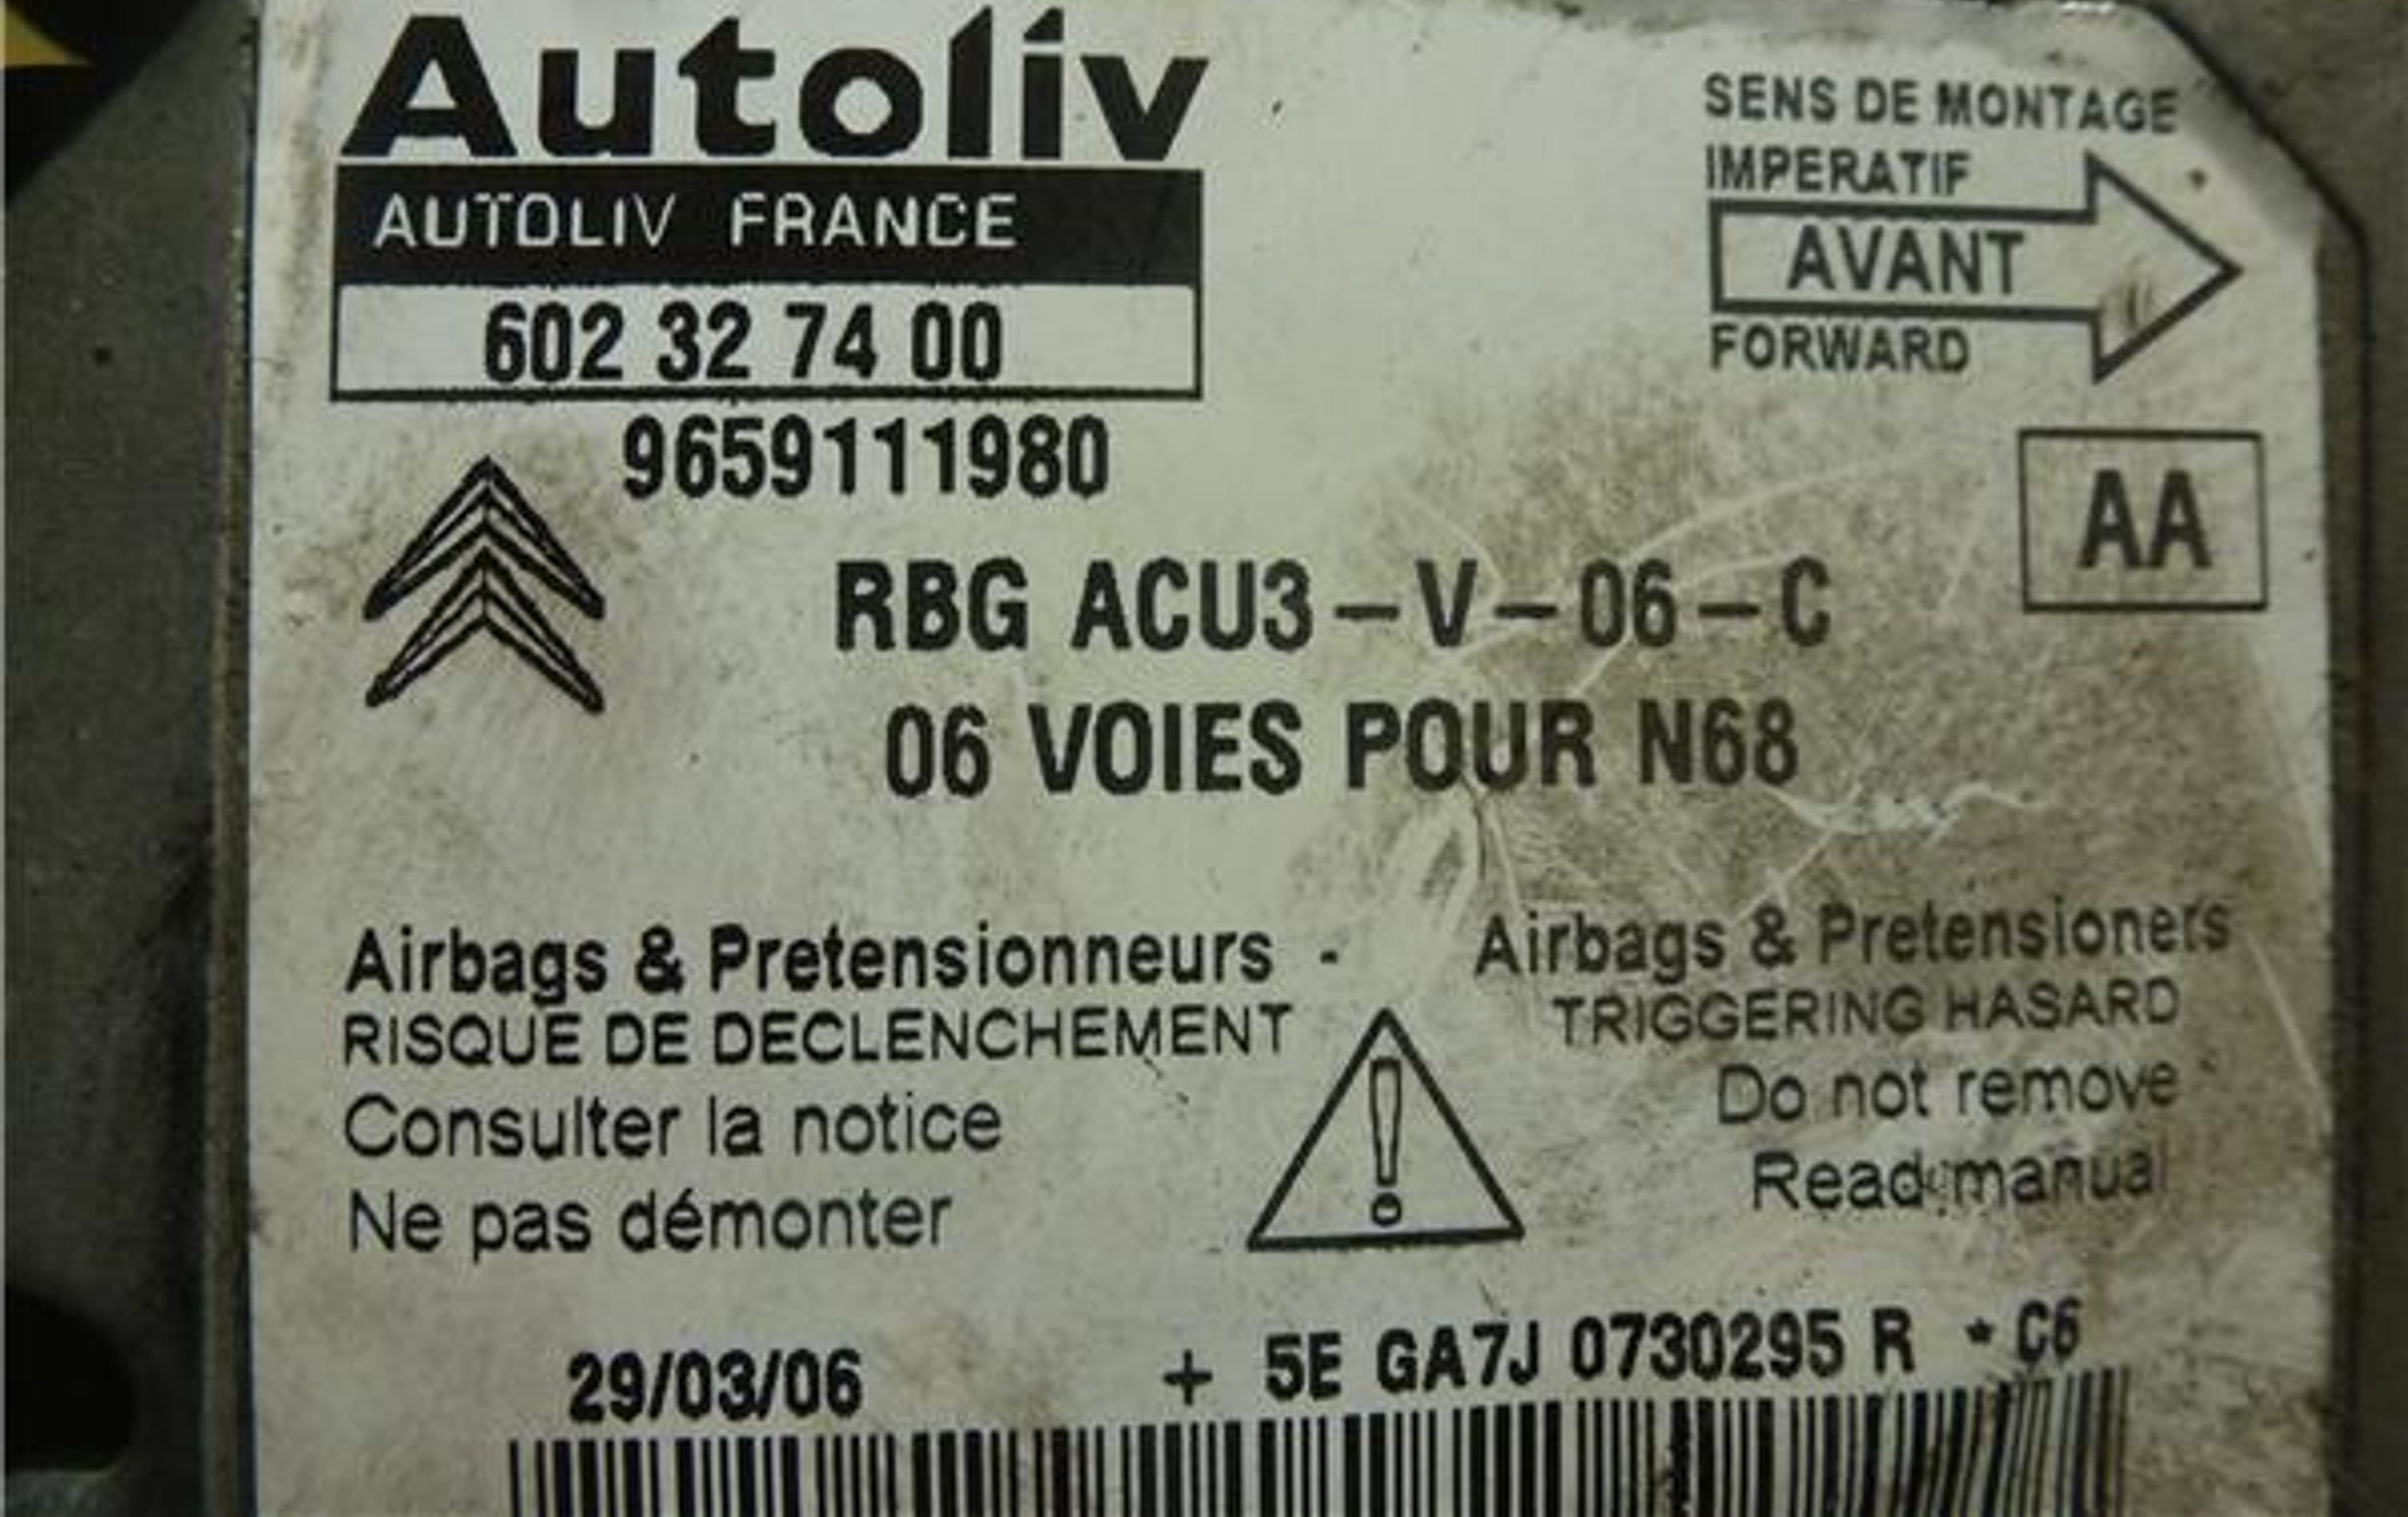 Autoliv
AUTOLIV FRANCE
602 32 74 00
9659111980
SENS DE MONTAGE
IMPERATIF
AVANT
FORWARD
AA
RBG ACU3-V-06-C
06 VOIES POUR N68
Airbags & Pretensionneurs -
RISQUE DE DECLENCHEMENT
Consulter la notice
Ne pas démonter
Airbags & Pretensioners
TRIGGERING HASARD
Do not remove
Read manual
29/03/06
+ 5E GA7J 0730295 R * C6